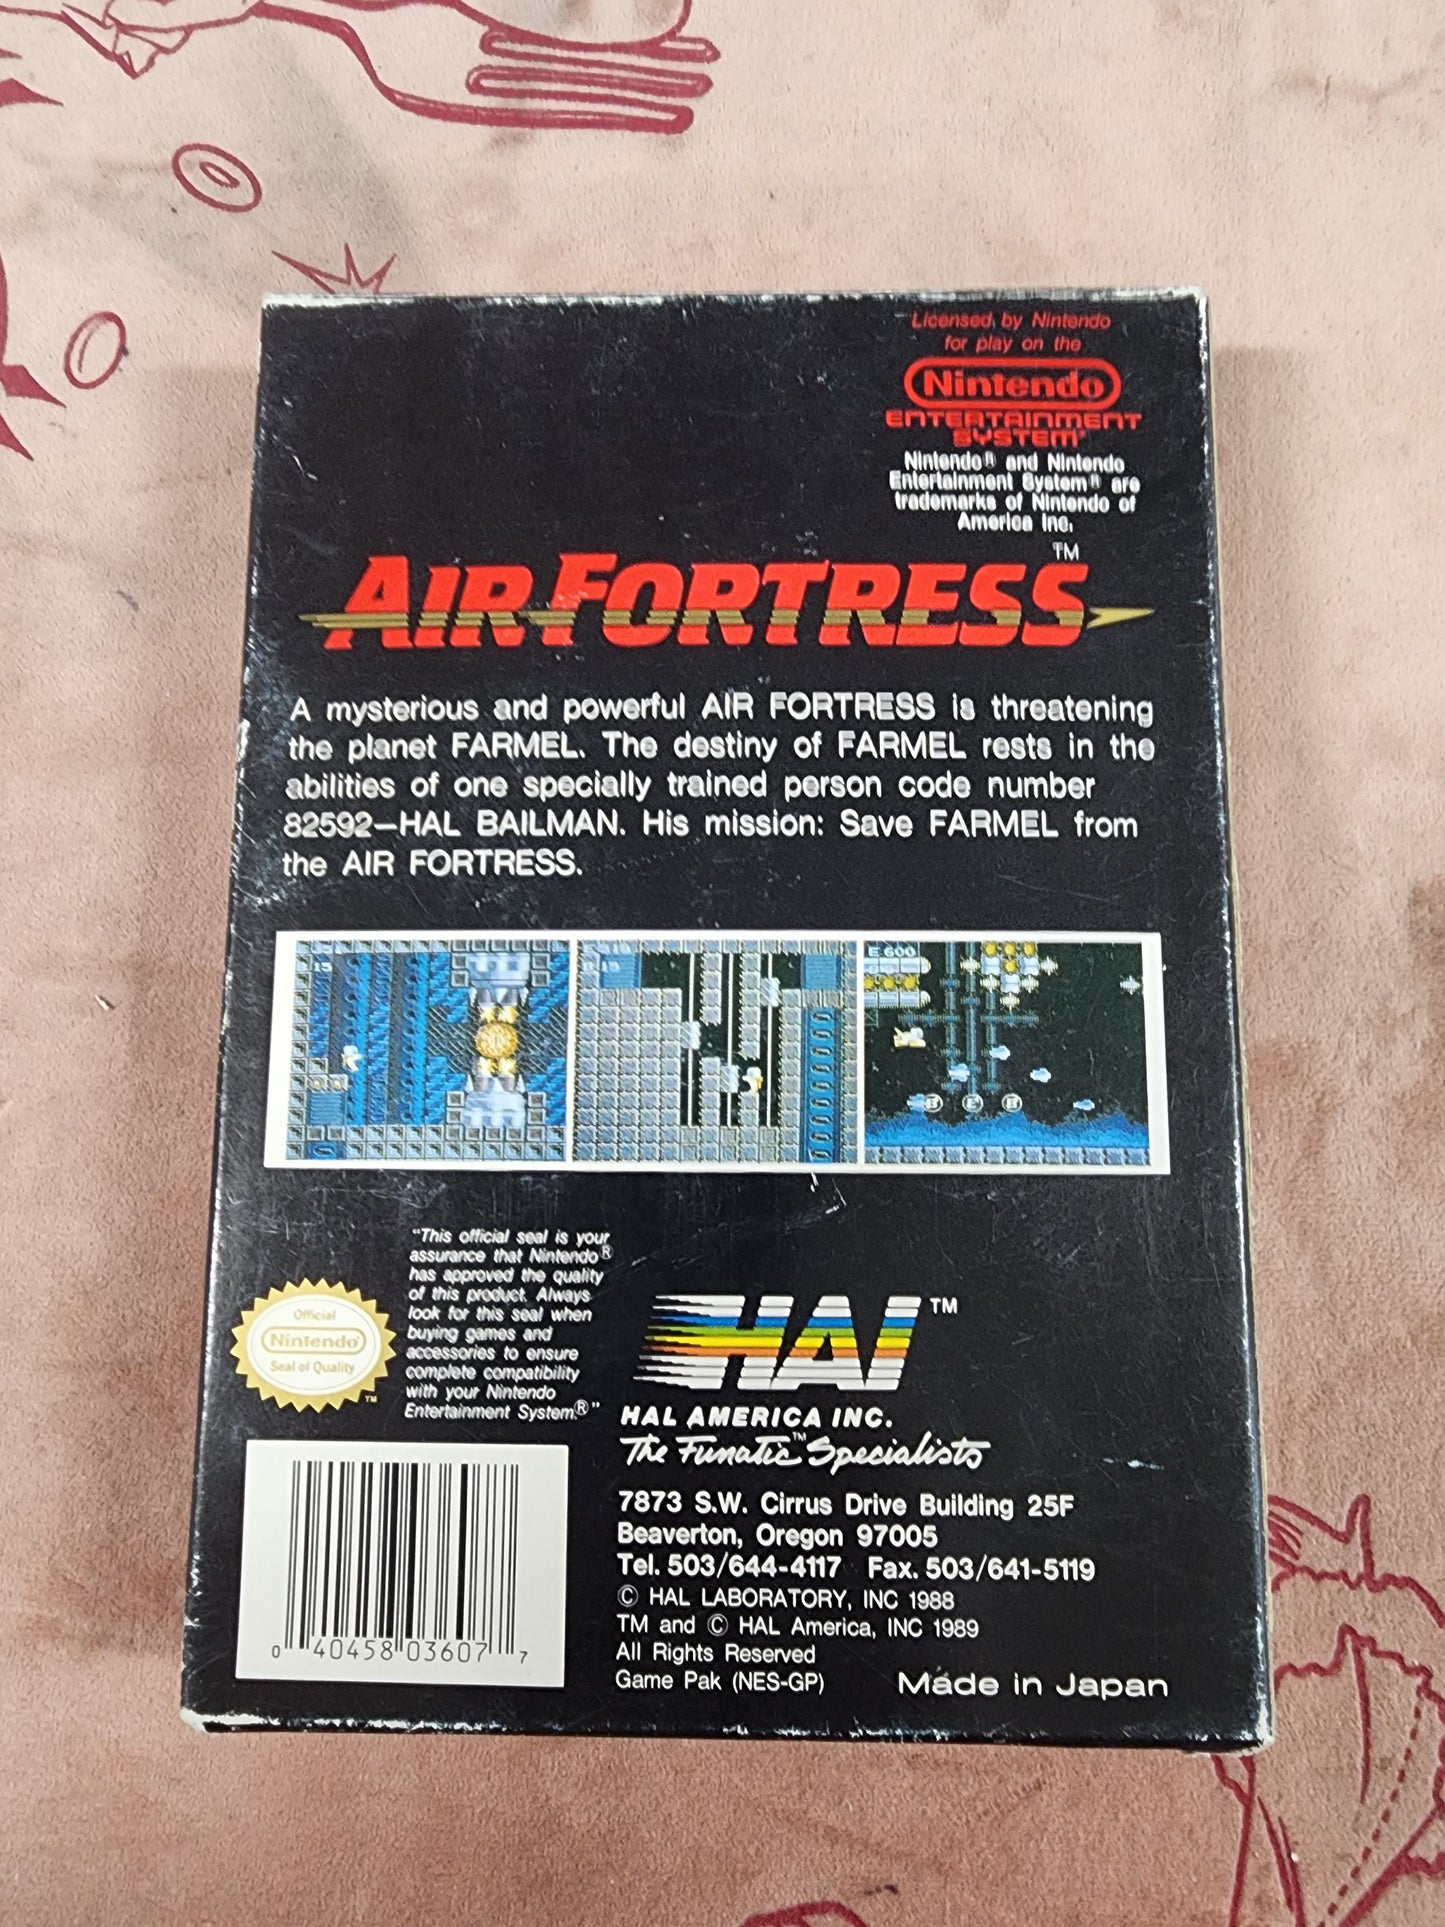 Licensed by Nintendo
for play on the
Nintendo
ENTERTAINMENT
SYSTEM®
Nintendo® and Nintendo
Entertainment System® are
trademarks of Nintendo of
America Inc.
AIR FORTRESS™
A mysterious and powerful AIR FORTRESS is threatening
the planet FARMEL. The destiny of FARMEL rests in the
abilities of one specially trained person code number
82592–HAL BAILMAN. His mission: Save FARMEL from
the AIR FORTRESS.
E 600
"This official seal is your
assurance that Nintendo®
has approved the quality
of this product. Always
look for this seal when
buying games and
accessories to ensure
complete compatibility
with your Nintendo
Entertainment System.®"
Official
Nintendo®
Seal of Quality
TM
HAL™
HAL AMERICA INC.
The Funatic™ Specialists
7873 S.W. Cirrus Drive Building 25F
Beaverton, Oregon 97005
Tel. 503/644-4117 Fax. 503/641-5119
© HAL LABORATORY, INC 1988
TM and © HAL America, INC 1989
All Rights Reserved
Game Pak (NES-GP)
Made in Japan
0 40458 03607 7